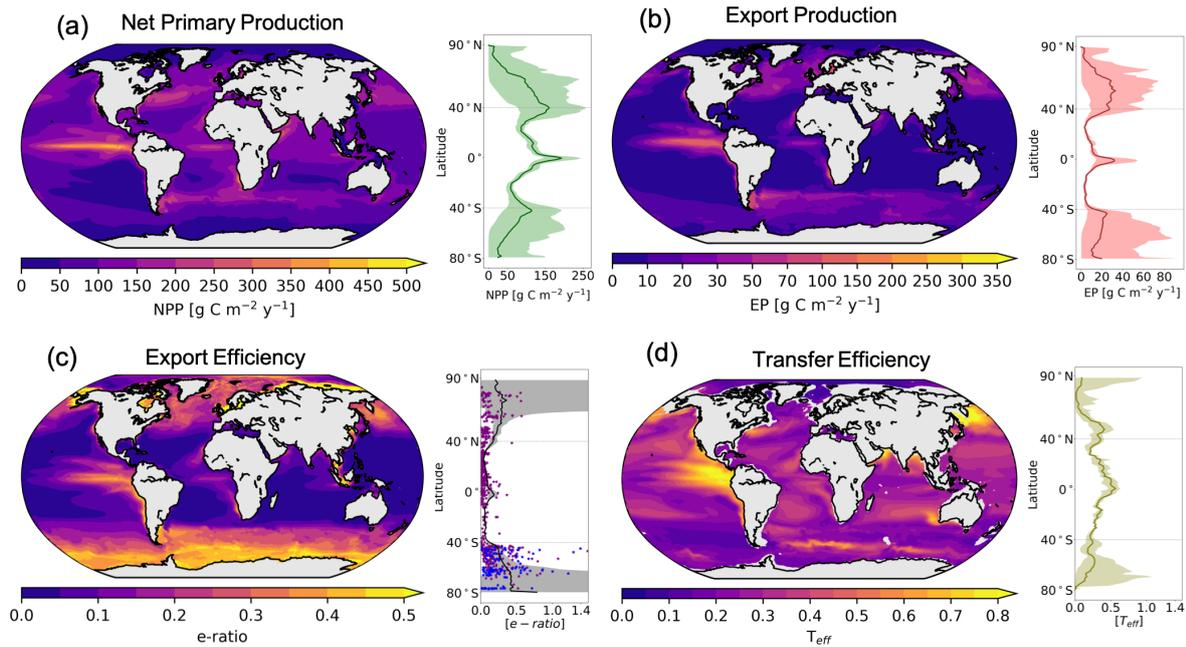 (a) Net Primary Production
90°N
40°N
0°
40°S
80°S
Latitude
0 50 150 250
NPP [g C m⁻² y⁻¹]
0 50 100 150 200 250 300 350 400 450 500
NPP [g C m⁻² y⁻¹]
(b) Export Production
90°N
40°N
0°
40°S
80°S
Latitude
0 20 40 60 80
EP [g C m⁻² y⁻¹]
0 10 20 30 50 70 100 150 200 250 300 350
EP [g C m⁻² y⁻¹]
(c) Export Efficiency
90°N
40°N
0°
40°S
80°S
Latitude
0.0 0.5 1.0 1.4
[e − ratio]
0.0 0.1 0.2 0.3 0.4 0.5
e-ratio
(d) Transfer Efficiency
90°N
40°N
0°
40°S
80°S
Latitude
0.0 0.5 1.0 1.4
[Teff]
0.0 0.1 0.2 0.3 0.4 0.5 0.6 0.7 0.8
Teff